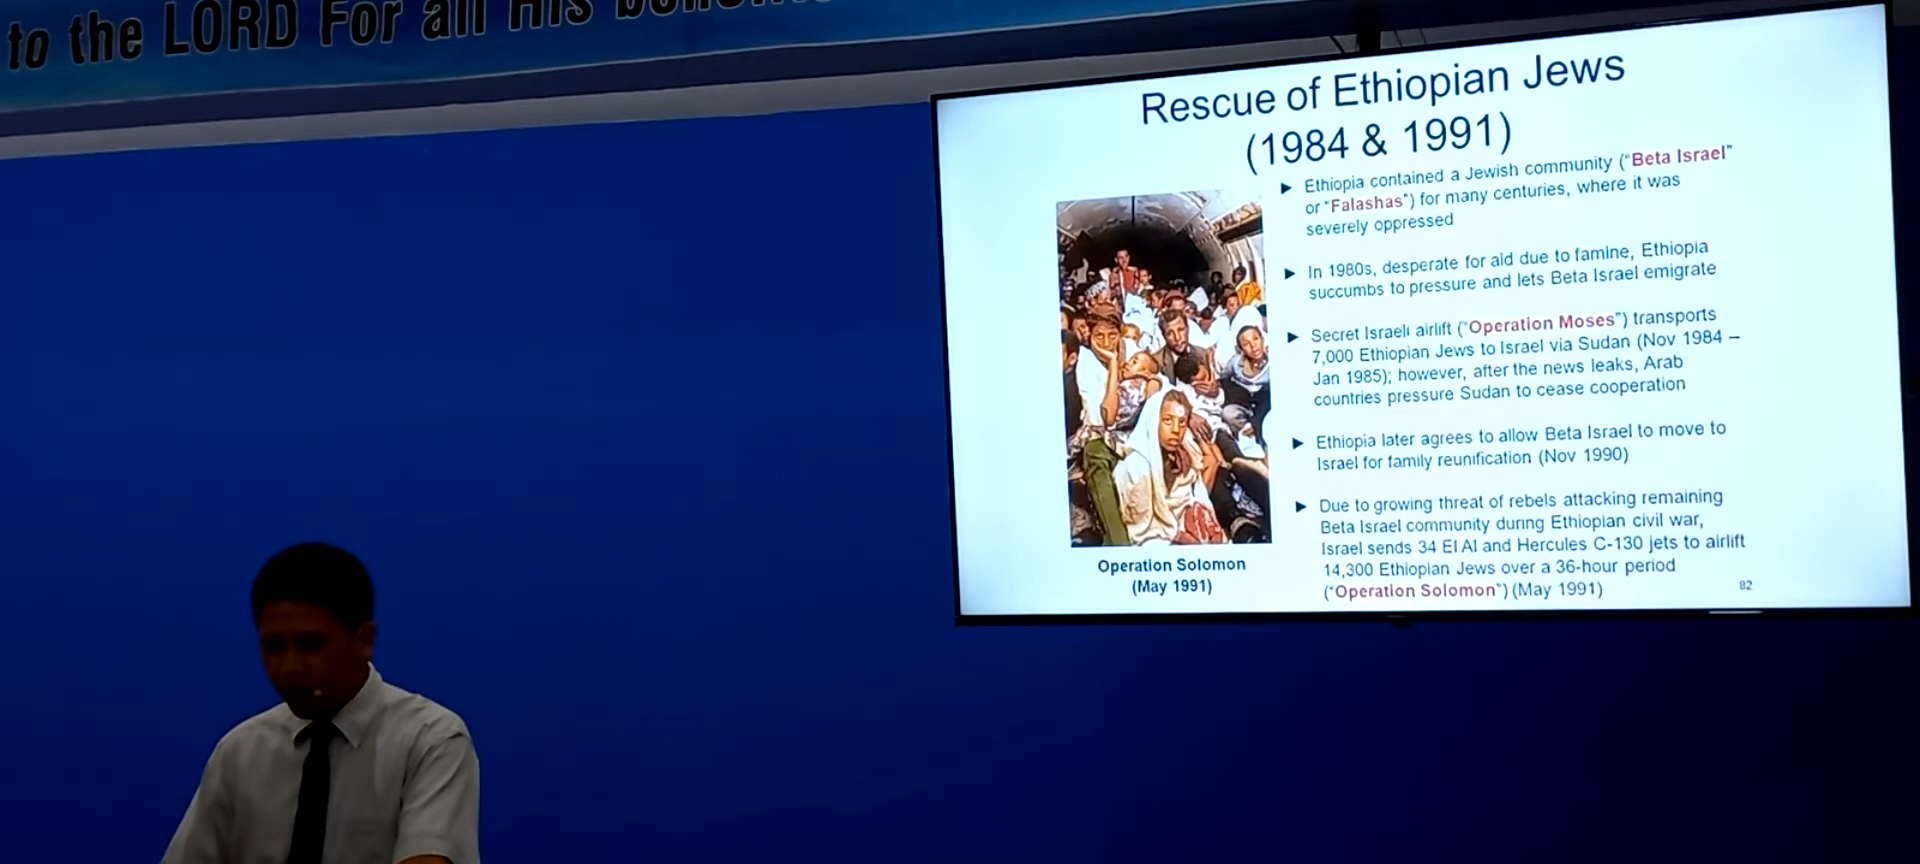 to the LORD For all His
Rescue of Ethiopian Jews
(1984 & 1991)
► Ethiopia contained a Jewish community ("Beta Israel"
or "Falashas") for many centuries, where it was
severely oppressed
► In 1980s, desperate for aid due to famine, Ethiopia
succumbs to pressure and lets Beta Israel emigrate
► Secret Israeli airlift ("Operation Moses") transports
7,000 Ethiopian Jews to Israel via Sudan (Nov 1984 –
Jan 1985); however, after the news leaks, Arab
countries pressure Sudan to cease cooperation
► Ethiopia later agrees to allow Beta Israel to move to
Israel for family reunification (Nov 1990)
► Due to growing threat of rebels attacking remaining
Beta Israel community during Ethiopian civil war,
Israel sends 34 El Al and Hercules C-130 jets to airlift
14,300 Ethiopian Jews over a 36-hour period
("Operation Solomon") (May 1991)
Operation Solomon
(May 1991)
82